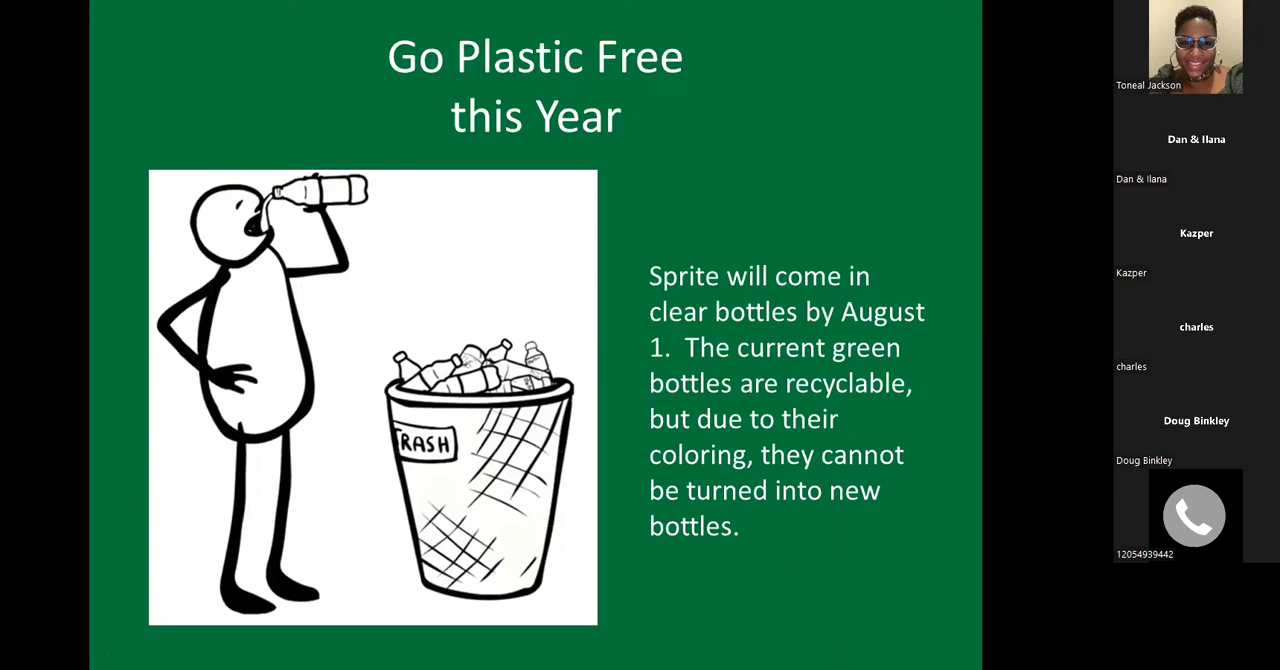 Go Plastic Free
this Year
TRASH
Sprite will come in
clear bottles by August
1.  The current green
bottles are recyclable,
but due to their
coloring, they cannot
be turned into new
bottles.
Toneal Jackson
Dan & Ilana
Dan & Ilana
Kazper
Kazper
charles
charles
Doug Binkley
Doug Binkley
12054939442